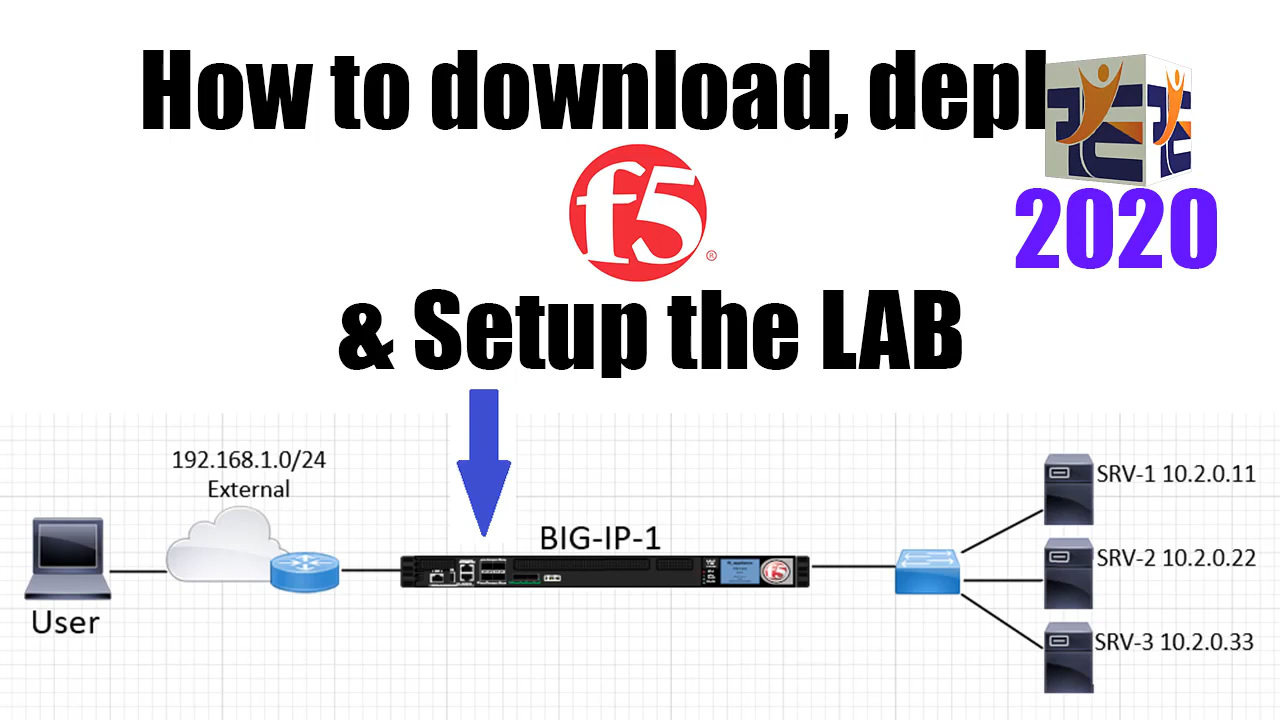 How to download, depl
f5
®
2020
& Setup the LAB
192.168.1.0/24
External
BIG-IP-1
User
SRV-1 10.2.0.11
SRV-2 10.2.0.22
SRV-3 10.2.0.33